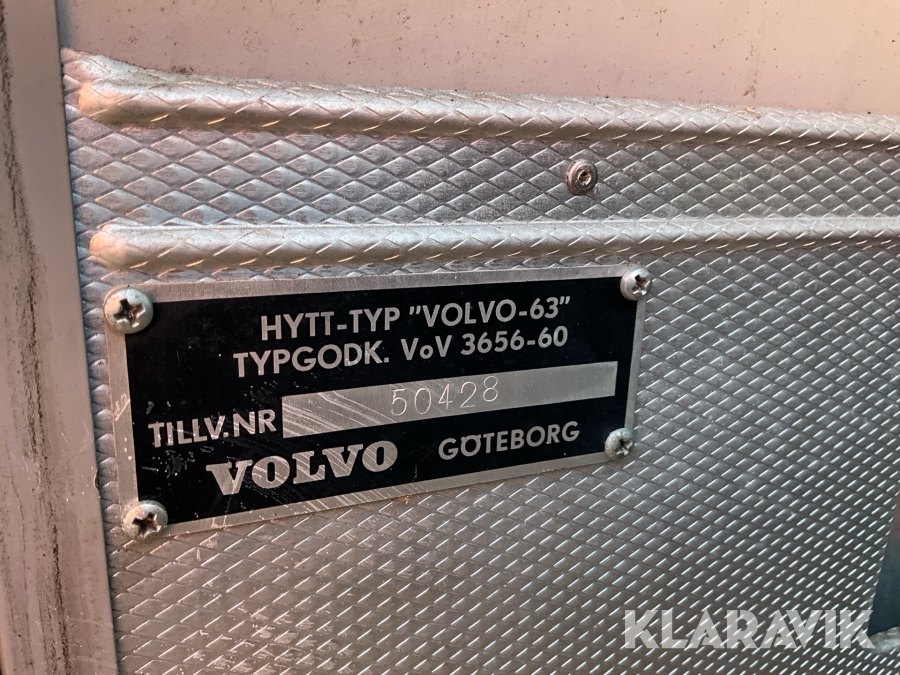 HYTT-TYP "VOLVO-63"
TYPGODK. VoV 3656-60
TILLV.NR 50428
VOLVO GÖTEBORG
KLARAVIK